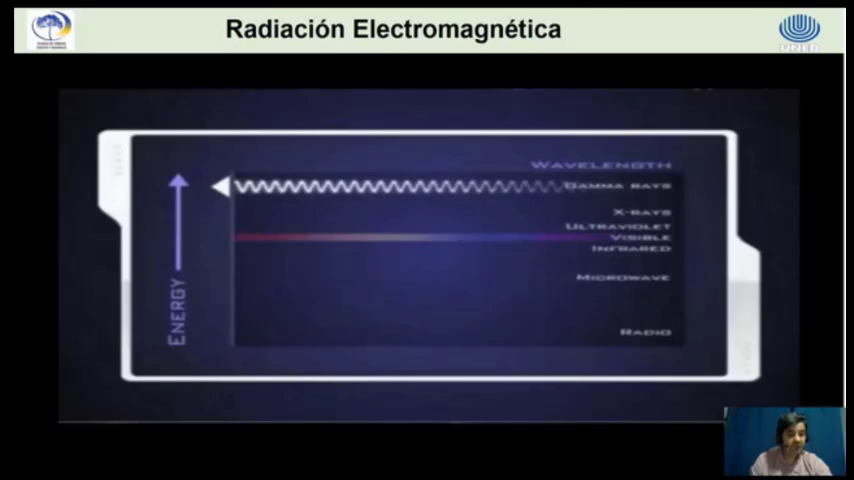 Radiación Electromagnética
UNED
WAVELENGTH
GAMMA RAYS
X-RAYS
ULTRAVIOLET
VISIBLE
INFRARED
MICROWAVE
RADIO
ENERGY